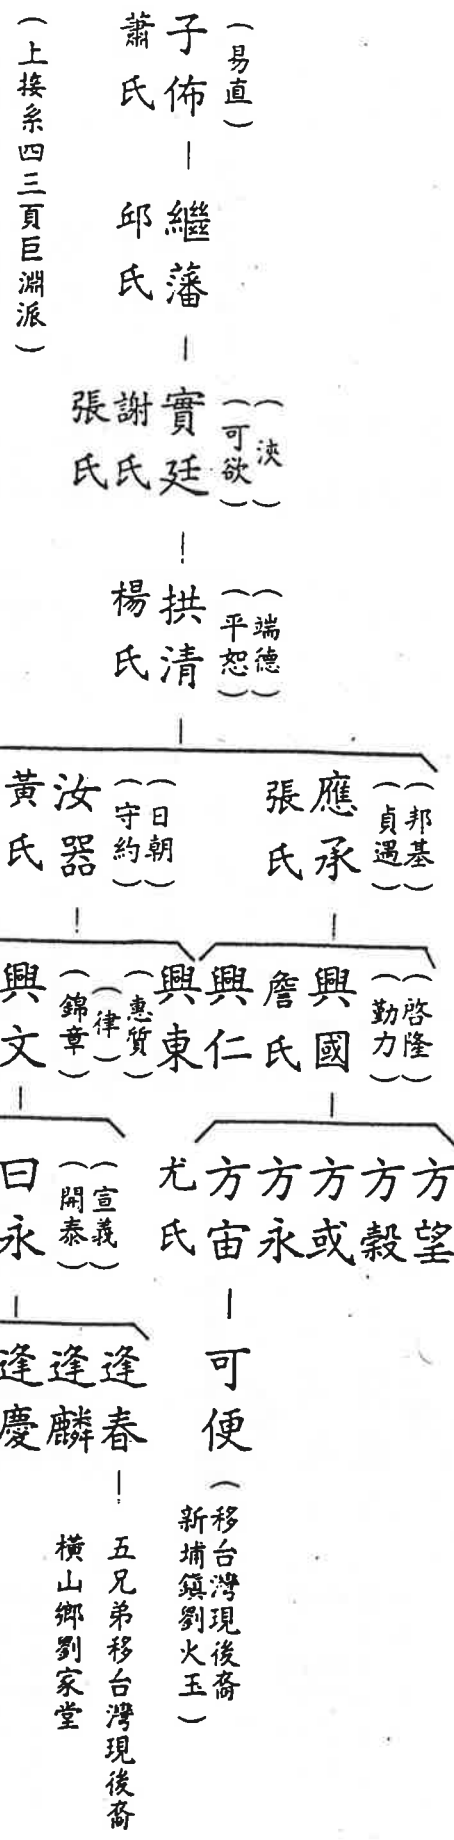 (易直)
子佈
蕭氏
(上接系四三頁巨淵派)
繼藩
邱氏
(浹)
(可欲)
實廷
謝氏
張氏
(端德)
(平恕)
拱清
楊氏
(邦基)
(貞遇)
應承
張氏
(日朝)
(守約)
汝器
黃氏
(啓隆)
(勤力)
興國
詹氏
興仁
興東
(惠質)
(律)
(錦章)
興文
方望
方穀
方或
方永
方宙
尤氏
(宣義)
(開泰)
曰永
可便
(移台灣現後裔
新埔鎮劉火玉)
逢春
逢麟
逢慶
五兄弟移台灣現後裔
橫山鄉劉家堂